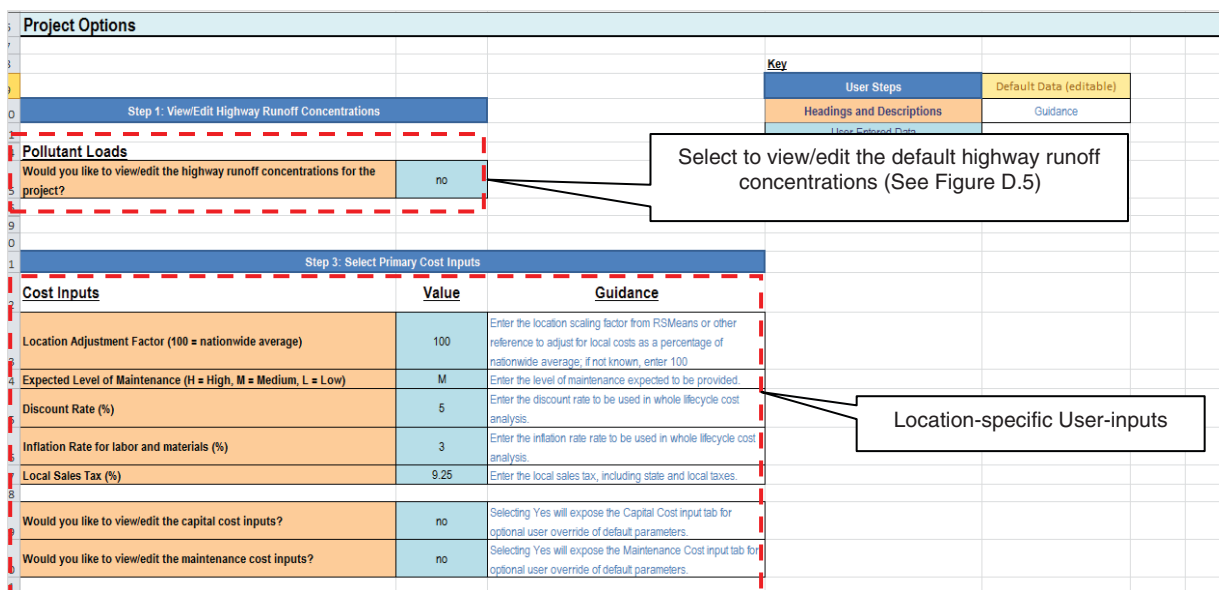 Project Options
Key
User Steps
Default Data (editable)
Step 1: View/Edit Highway Runoff Concentrations
Headings and Descriptions
Guidance
User Entered Data
Pollutant Loads
Would you like to view/edit the highway runoff concentrations for the
project?
no
Select to view/edit the default highway runoff
concentrations (See Figure D.5)
Step 3: Select Primary Cost Inputs
Cost Inputs
Value
Guidance
Location Adjustment Factor (100 = nationwide average)
100
Enter the location scaling factor from RSMeans or other
reference to adjust for local costs as a percentage of
nationwide average; if not known, enter 100
Expected Level of Maintenance (H = High, M = Medium, L = Low)
M
Enter the level of maintenance expected to be provided.
Discount Rate (%)
5
Enter the discount rate to be used in whole lifecycle cost
analysis.
Location-specific User-inputs
Inflation Rate for labor and materials (%)
3
Enter the inflation rate rate to be used in whole lifecycle cost
analysis.
Local Sales Tax (%)
9.25
Enter the local sales tax, including state and local taxes.
Would you like to view/edit the capital cost inputs?
no
Selecting Yes will expose the Capital Cost input tab for
optional user override of default parameters.
Would you like to view/edit the maintenance cost inputs?
no
Selecting Yes will expose the Maintenance Cost input tab for
optional user override of default parameters.